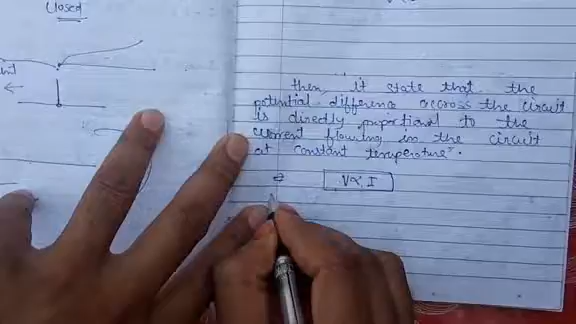 Closed
then, it state that the
potential difference accross the circuit
is directly proportional to the
current flowing in the circuit
at constant temperature.
⇒ V∝ I